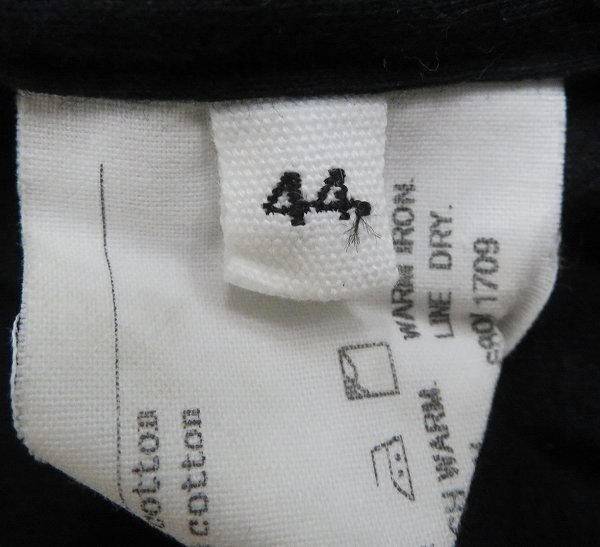 44
WARM IRON.
LINE DRY.
1709
WARM.
cotton
cotton